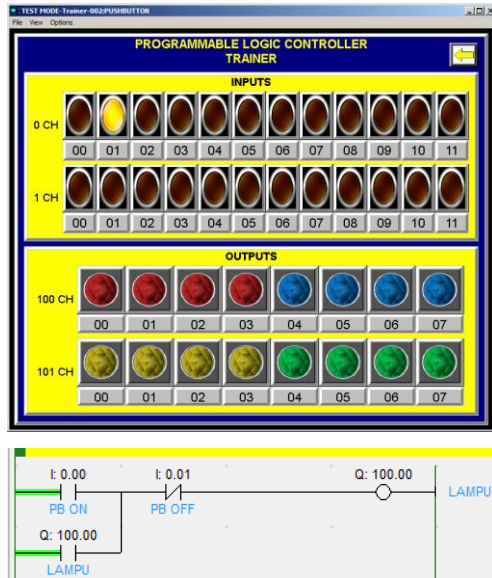 TEST MODE-Trainer-002:PUSHBUTTON
File View Options
PROGRAMMABLE LOGIC CONTROLLER
TRAINER
INPUTS
0 CH
00 01 02 03 04 05 06 07 08 09 10 11
1 CH
00 01 02 03 04 05 06 07 08 09 10 11
OUTPUTS
100 CH
00 01 02 03 04 05 06 07
101 CH
00 01 02 03 04 05 06 07
I: 0.00 I: 0.01 Q: 100.00
LAMPU
PB ON PB OFF
Q: 100.00
LAMPU